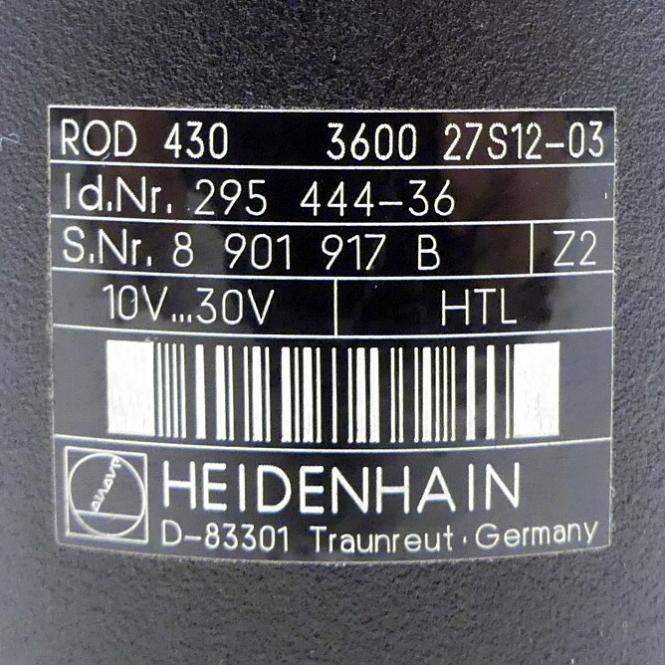 ROD 430 3600 27S12-03
Id.Nr. 295 444-36
S.Nr. 8 901 917 B Z2
10V...30V HTL
HEIDENHAIN
D-83301 Traunreut · Germany